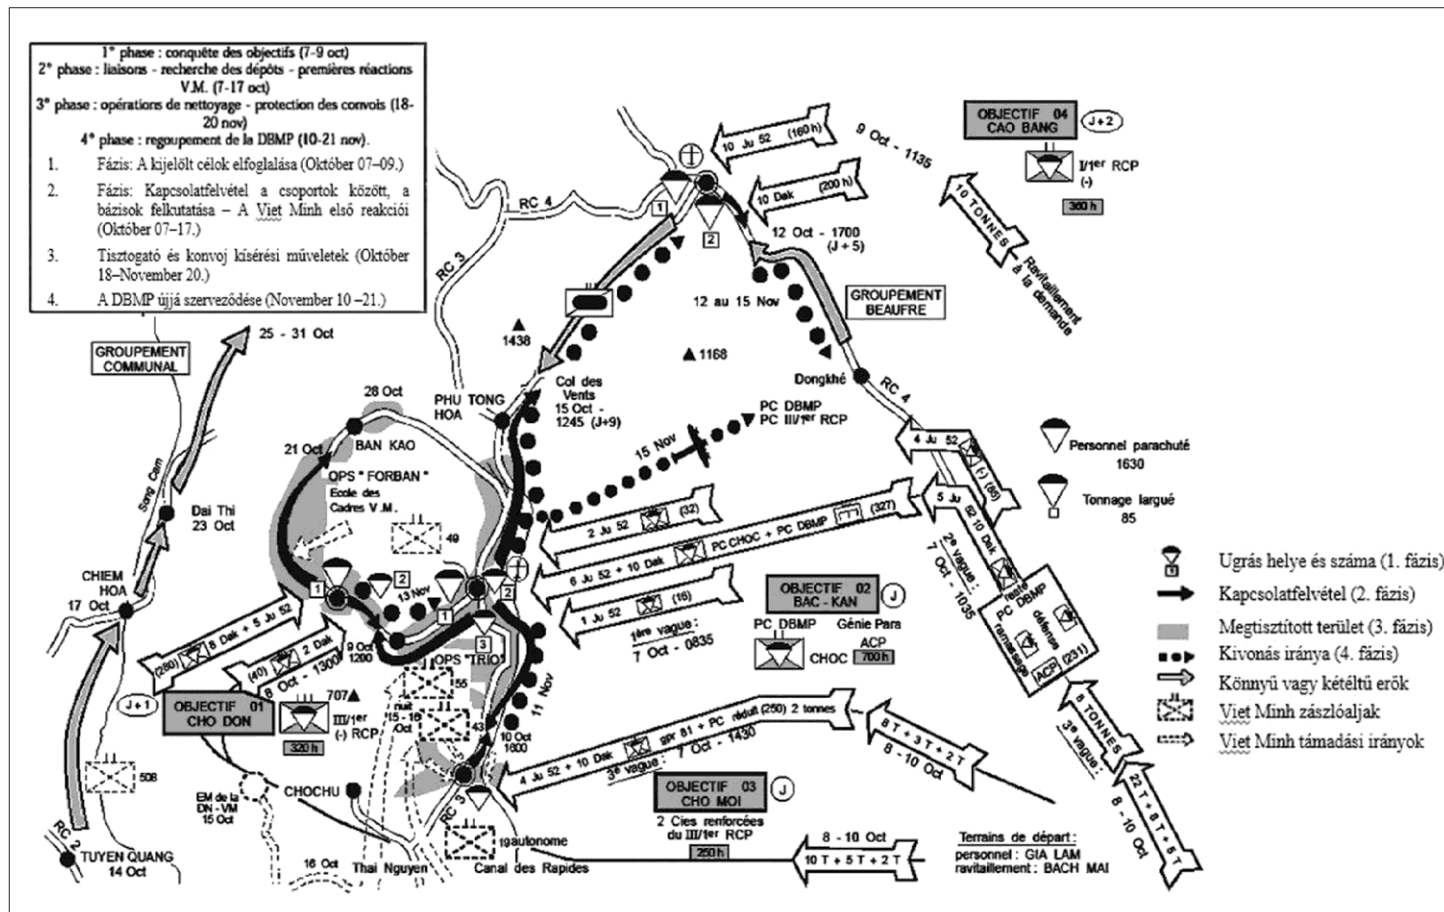 1° phase : conquête des objectifs (7-9 oct)
2° phase : liaisons - recherche des dépôts - premières réactions
V.M. (7-17 oct)
3° phase : opérations de nettoyage - protection des convois (18-
20 nov)
4° phase : regroupement de la DBMP (10-21 nov).
1. Fázis: A kijelölt célok elfoglalása (Október 07–09.)
2. Fázis: Kapcsolatfelvétel a csoportok között, a
bázisok felkutatása – A Viet Minh első reakciói
(Október 07–17.)
3. Tisztogató és konvoj kísérési műveletek (Október
18–November 20.)
4. A DBMP újjá szerveződése (November 10 –21.)
OBJECTIF 04
CAO BANG
J+2
I/1er RCP
(-)
360 h
10 Ju 52 (160 h)
9 Oct - 1135
10 Dak (200 h)
10 TONNES
Ravitaillement
à la demande
RC 4
RC 3
1
2
12 Oct - 1700
(J + 5)
12 au 15 Nov
GROUPEMENT
BEAUFRE
25 - 31 Oct
GROUPEMENT
COMMUNAL
1438
1168
Dongkhé
RC 4
28 Oct
PHU TONG
HOA
Col des
Vents
15 Oct -
1245 (J+9)
PC DBMP
PC III/1er RCP
15 Nov
21 Oct
BAN KAO
OPS "FORBAN"
Ecole des
Cadres V.M.
49
Song Cam
Dai Thi
23 Oct
4 Ju 52 (-) (85)
Personnel parachuté
1630
Tonnage largué
85
2 Ju 52 (32)
6 Ju 52 + 10 Dak PC CHOC + PC DBMP (327)
5 Ju 52 10 Dak
2e vague :
7 Oct - 1035
1 Ju 52 (16)
1ère vague :
7 Oct - 0835
CHIEM
HOA
17 Oct
1
2
13 Nov
1
2
3
9 Oct
1200
OPS "TRIO"
OBJECTIF 02
BAC - KAN
J
PC DBMP
Génie Para
ACP
CHOC
700 h
reste
PC DBMP
défense
ramassage
ACP (231)
Ugrás helye és száma (1. fázis)
1
Kapcsolatfelvétel (2. fázis)
Megtisztított terület (3. fázis)
Kivonás iránya (4. fázis)
Könnyű vagy kétéltű erők
Viet Minh zászlóaljak
Viet Minh támadási irányok
(280) 8 Dak + 5 Ju 52
(40) 2 Dak
8 Oct - 1300
J+1
OBJECTIF 01
CHO DON
707
III/1er
(-) RCP
320 h
55
nuit
15 - 16
Oct
43
11 Nov
10 Oct
1600
4 Ju 52 + 10 Dak gpr 81 + PC réduit (250) 2 tonnes
3e vague :
7 Oct - 1430
8 T + 3 T + 2 T
8 - 10 Oct
8 TONNES
3e vague :
22 T + 8 T + 5 T
8 - 10 Oct
508
EM de la
DN - VM
15 Oct
CHOCHU
RC 3
OBJECTIF 03
CHO MOI
J
2 Cies renforcées
du III/1er RCP
250 h
19 autonome
8 - 10 Oct
10 T + 5 T + 2 T
Terrains de départ :
personnel : GIA LAM
ravitaillement : BACH MAI
RC 2
TUYEN QUANG
14 Oct
16 Oct
Thai Nguyen
Canal des Rapides